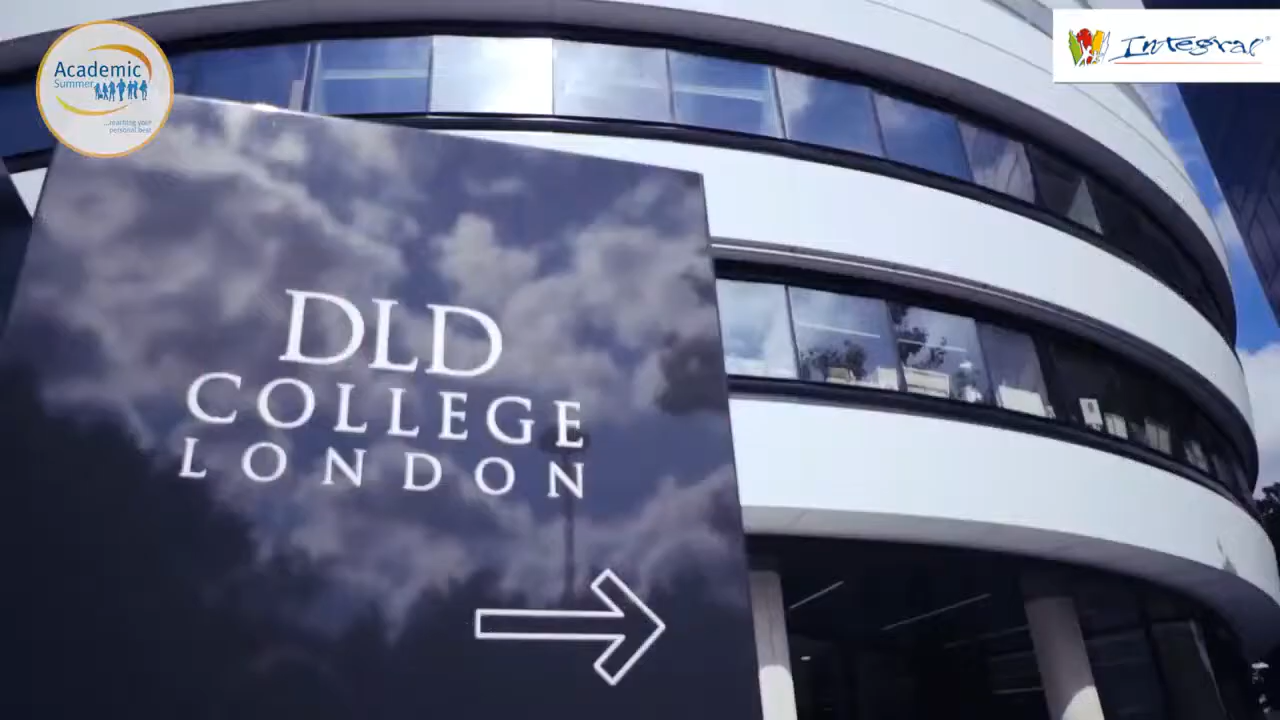 Academic
Summer
...reaching your
personal best
Integral®
DLD
COLLEGE
LONDON